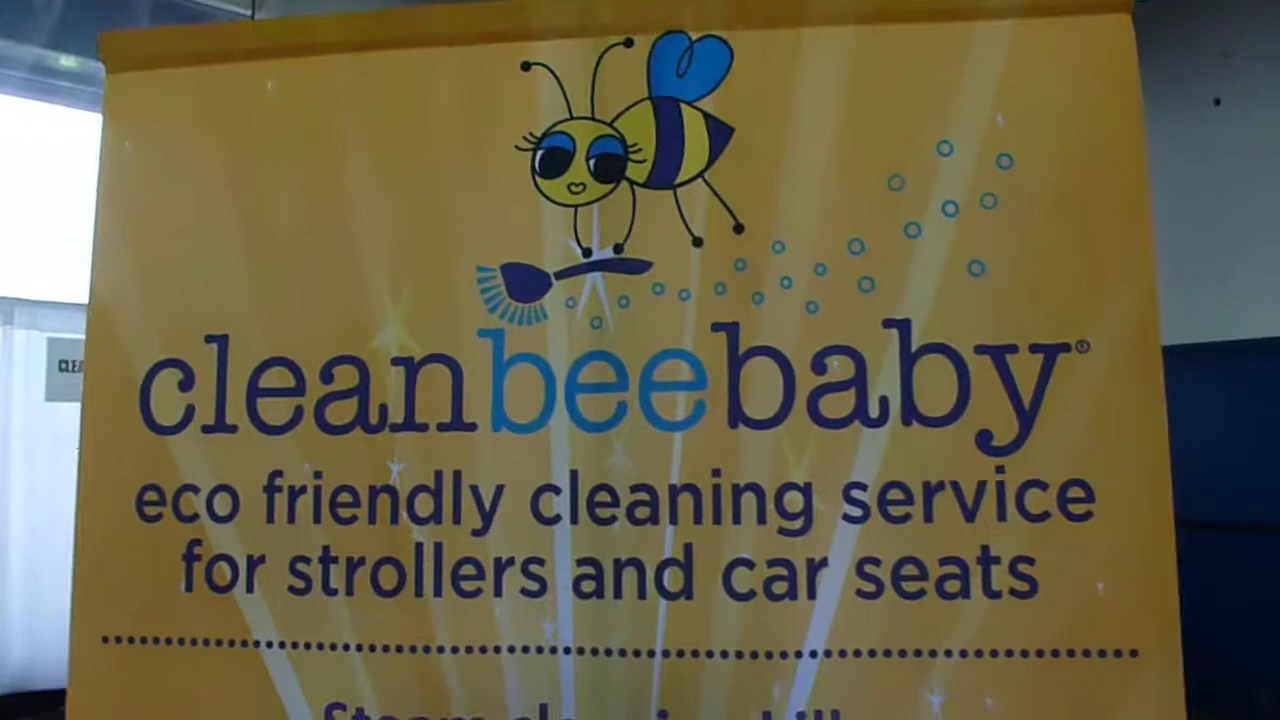 cleanbeebaby®
eco friendly cleaning service
for strollers and car seats